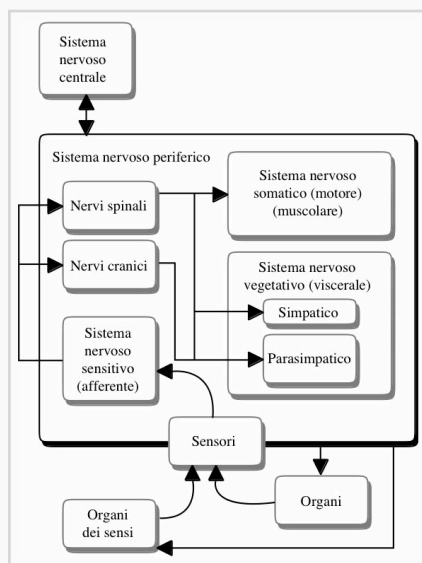 Sistema
nervoso
centrale
Sistema nervoso periferico
Nervi spinali
Nervi cranici
Sistema
nervoso
sensitivo
(afferente)
Sistema nervoso
somatico (motore)
(muscolare)
Sistema nervoso
vegetativo (viscerale)
Simpatico
Parasimpatico
Sensori
Organi
dei sensi
Organi